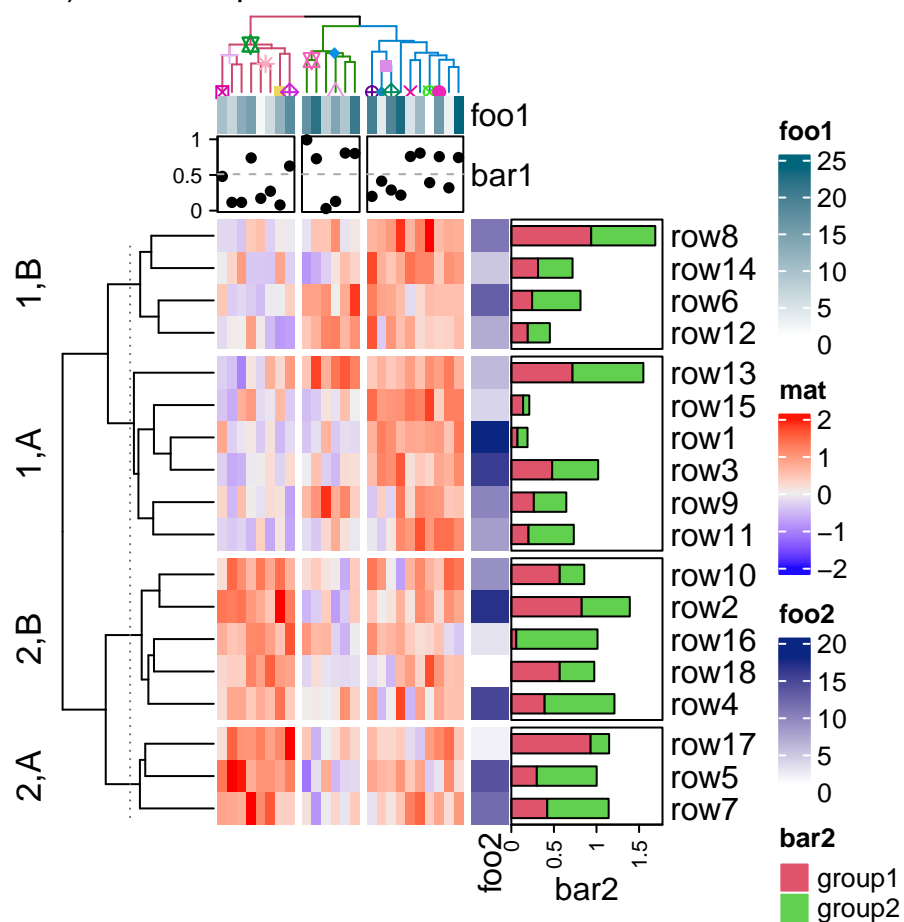 foo1
1
0.5
0
bar1
1,B
1,A
2,B
2,A
row8
row14
row6
row12
row13
row15
row1
row3
row9
row11
row10
row2
row16
row18
row4
row17
row5
row7
foo2
0
0.5
1
1.5
bar2
foo1
25
20
15
10
5
0
mat
2
1
0
−1
−2
foo2
20
15
10
5
0
bar2
group1
group2